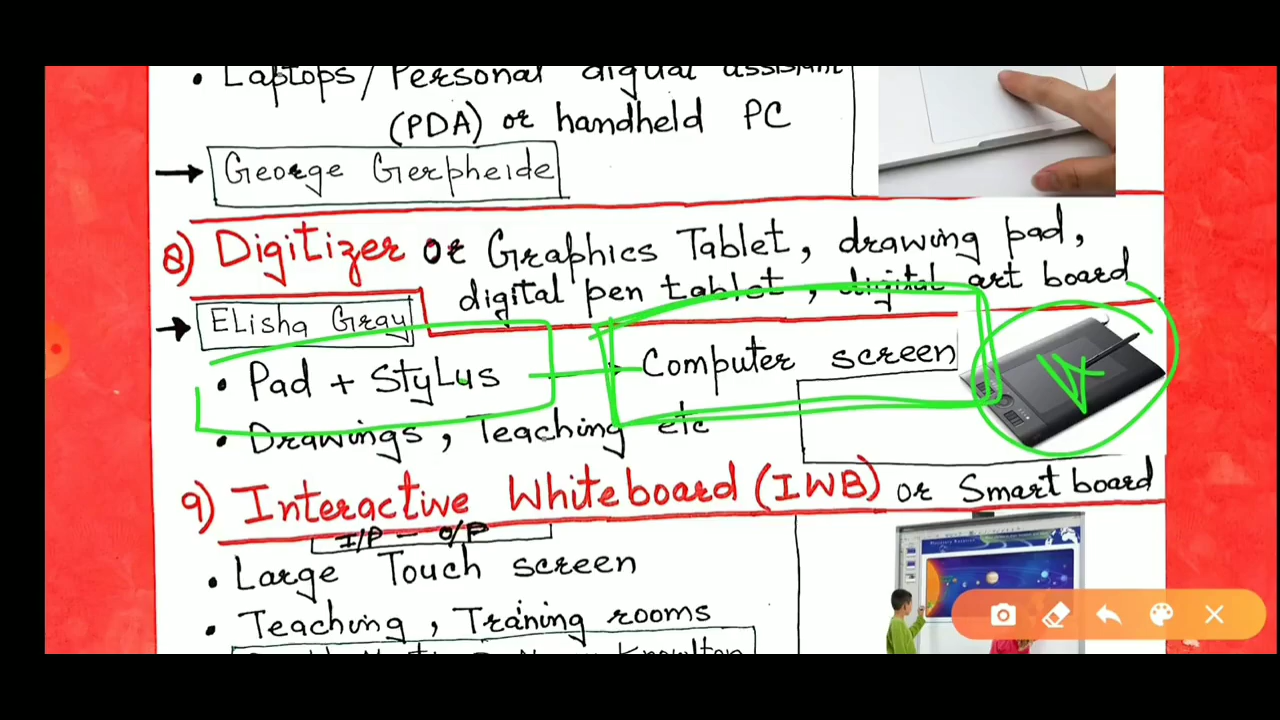 • Laptops / Personal digital assistant
(PDA) or handheld PC
→ George Gerpheide
8) Digitizer or Graphics Tablet, drawing pad,
digital pen tablet, digital art board
→ Elisha Gray
• Pad + Stylus → Computer screen
• Drawings, Teaching etc
9) Interactive Whiteboard (IWB) or Smart board
I/P - O/P
• Large Touch screen
• Teaching, Training rooms
Knowlton